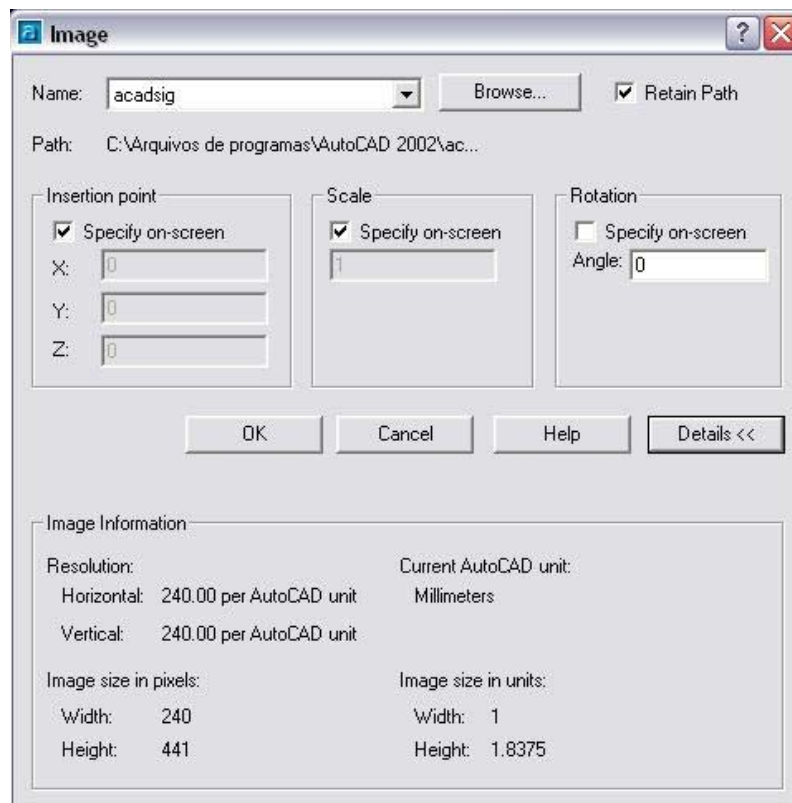 Image
Name: acadsig Browse... Retain Path
Path: C:\Arquivos de programas\AutoCAD 2002\ac...
Insertion point Scale Rotation
Specify on-screen Specify on-screen Specify on-screen
X: 0 1 Angle: 0
Y: 0
Z: 0
OK Cancel Help Details <<
Image Information
Resolution: Current AutoCAD unit:
Horizontal: 240.00 per AutoCAD unit Millimeters
Vertical: 240.00 per AutoCAD unit
Image size in pixels: Image size in units:
Width: 240 Width: 1
Height: 441 Height: 1.8375